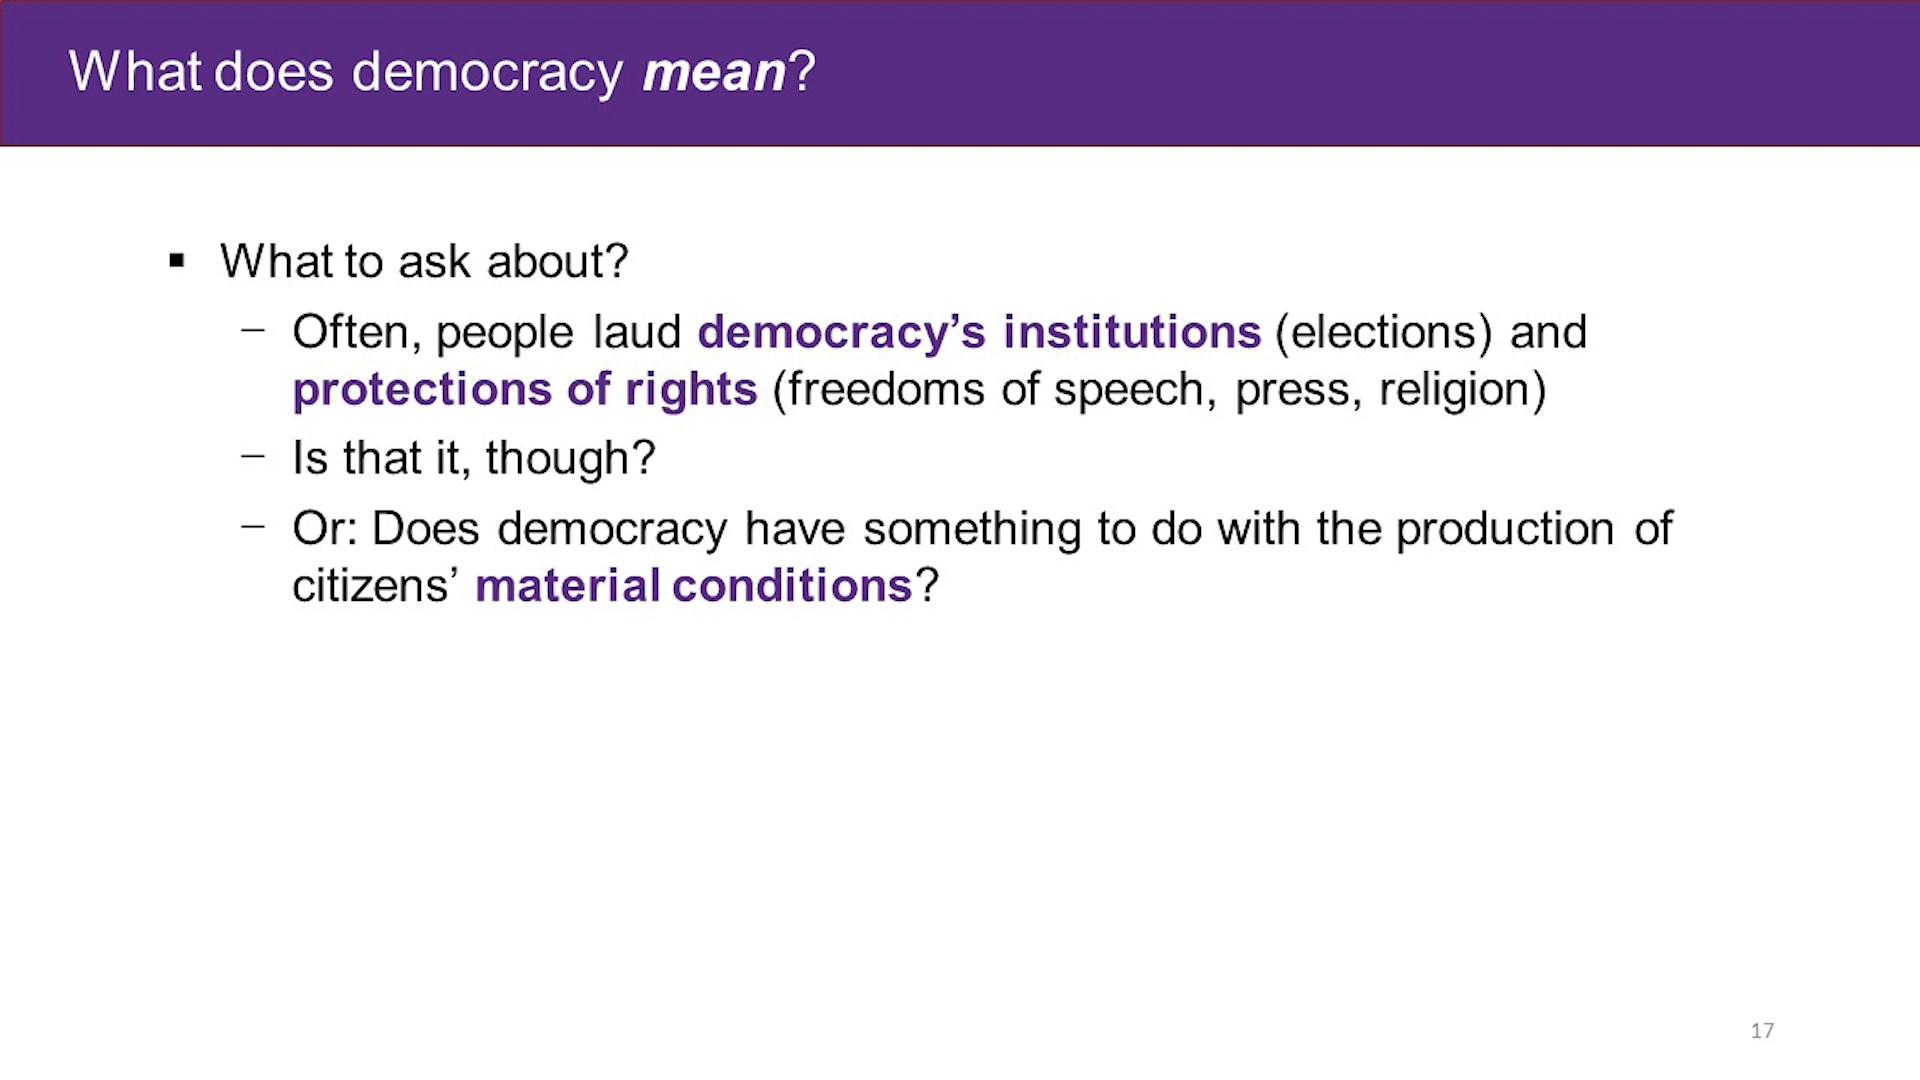 What does democracy mean?
▪ What to ask about?
– Often, people laud democracy’s institutions (elections) and
protections of rights (freedoms of speech, press, religion)
– Is that it, though?
– Or: Does democracy have something to do with the production of
citizens’ material conditions?
17